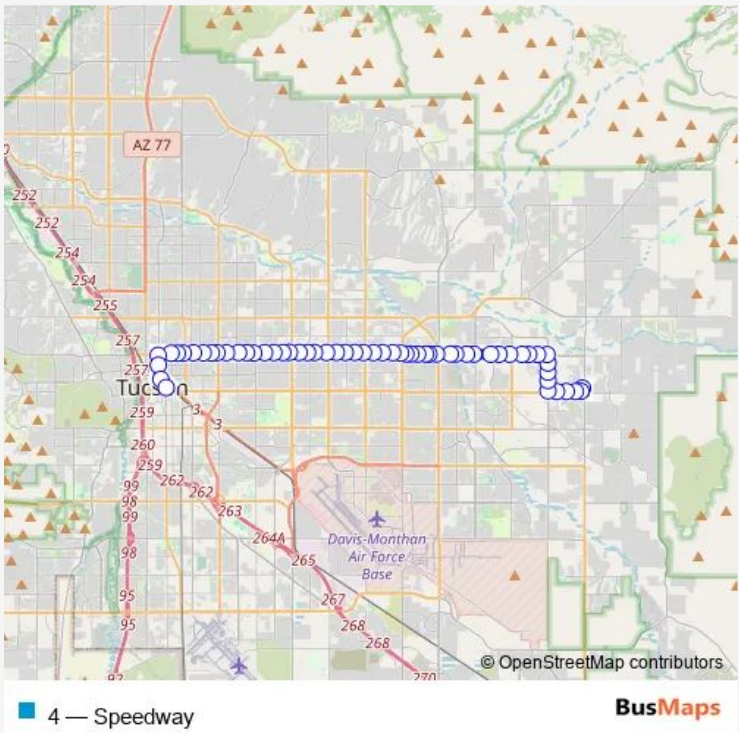 AZ 77
252
252
254
254
255
257
257
Tucson
259
3
3
260
259
262
99
262
98
263
99
264A
Davis-Monthan
Air Force
Base
98
265
267
95
268
95
268
270
© OpenStreetMap contributors
4 — Speedway
BusMaps